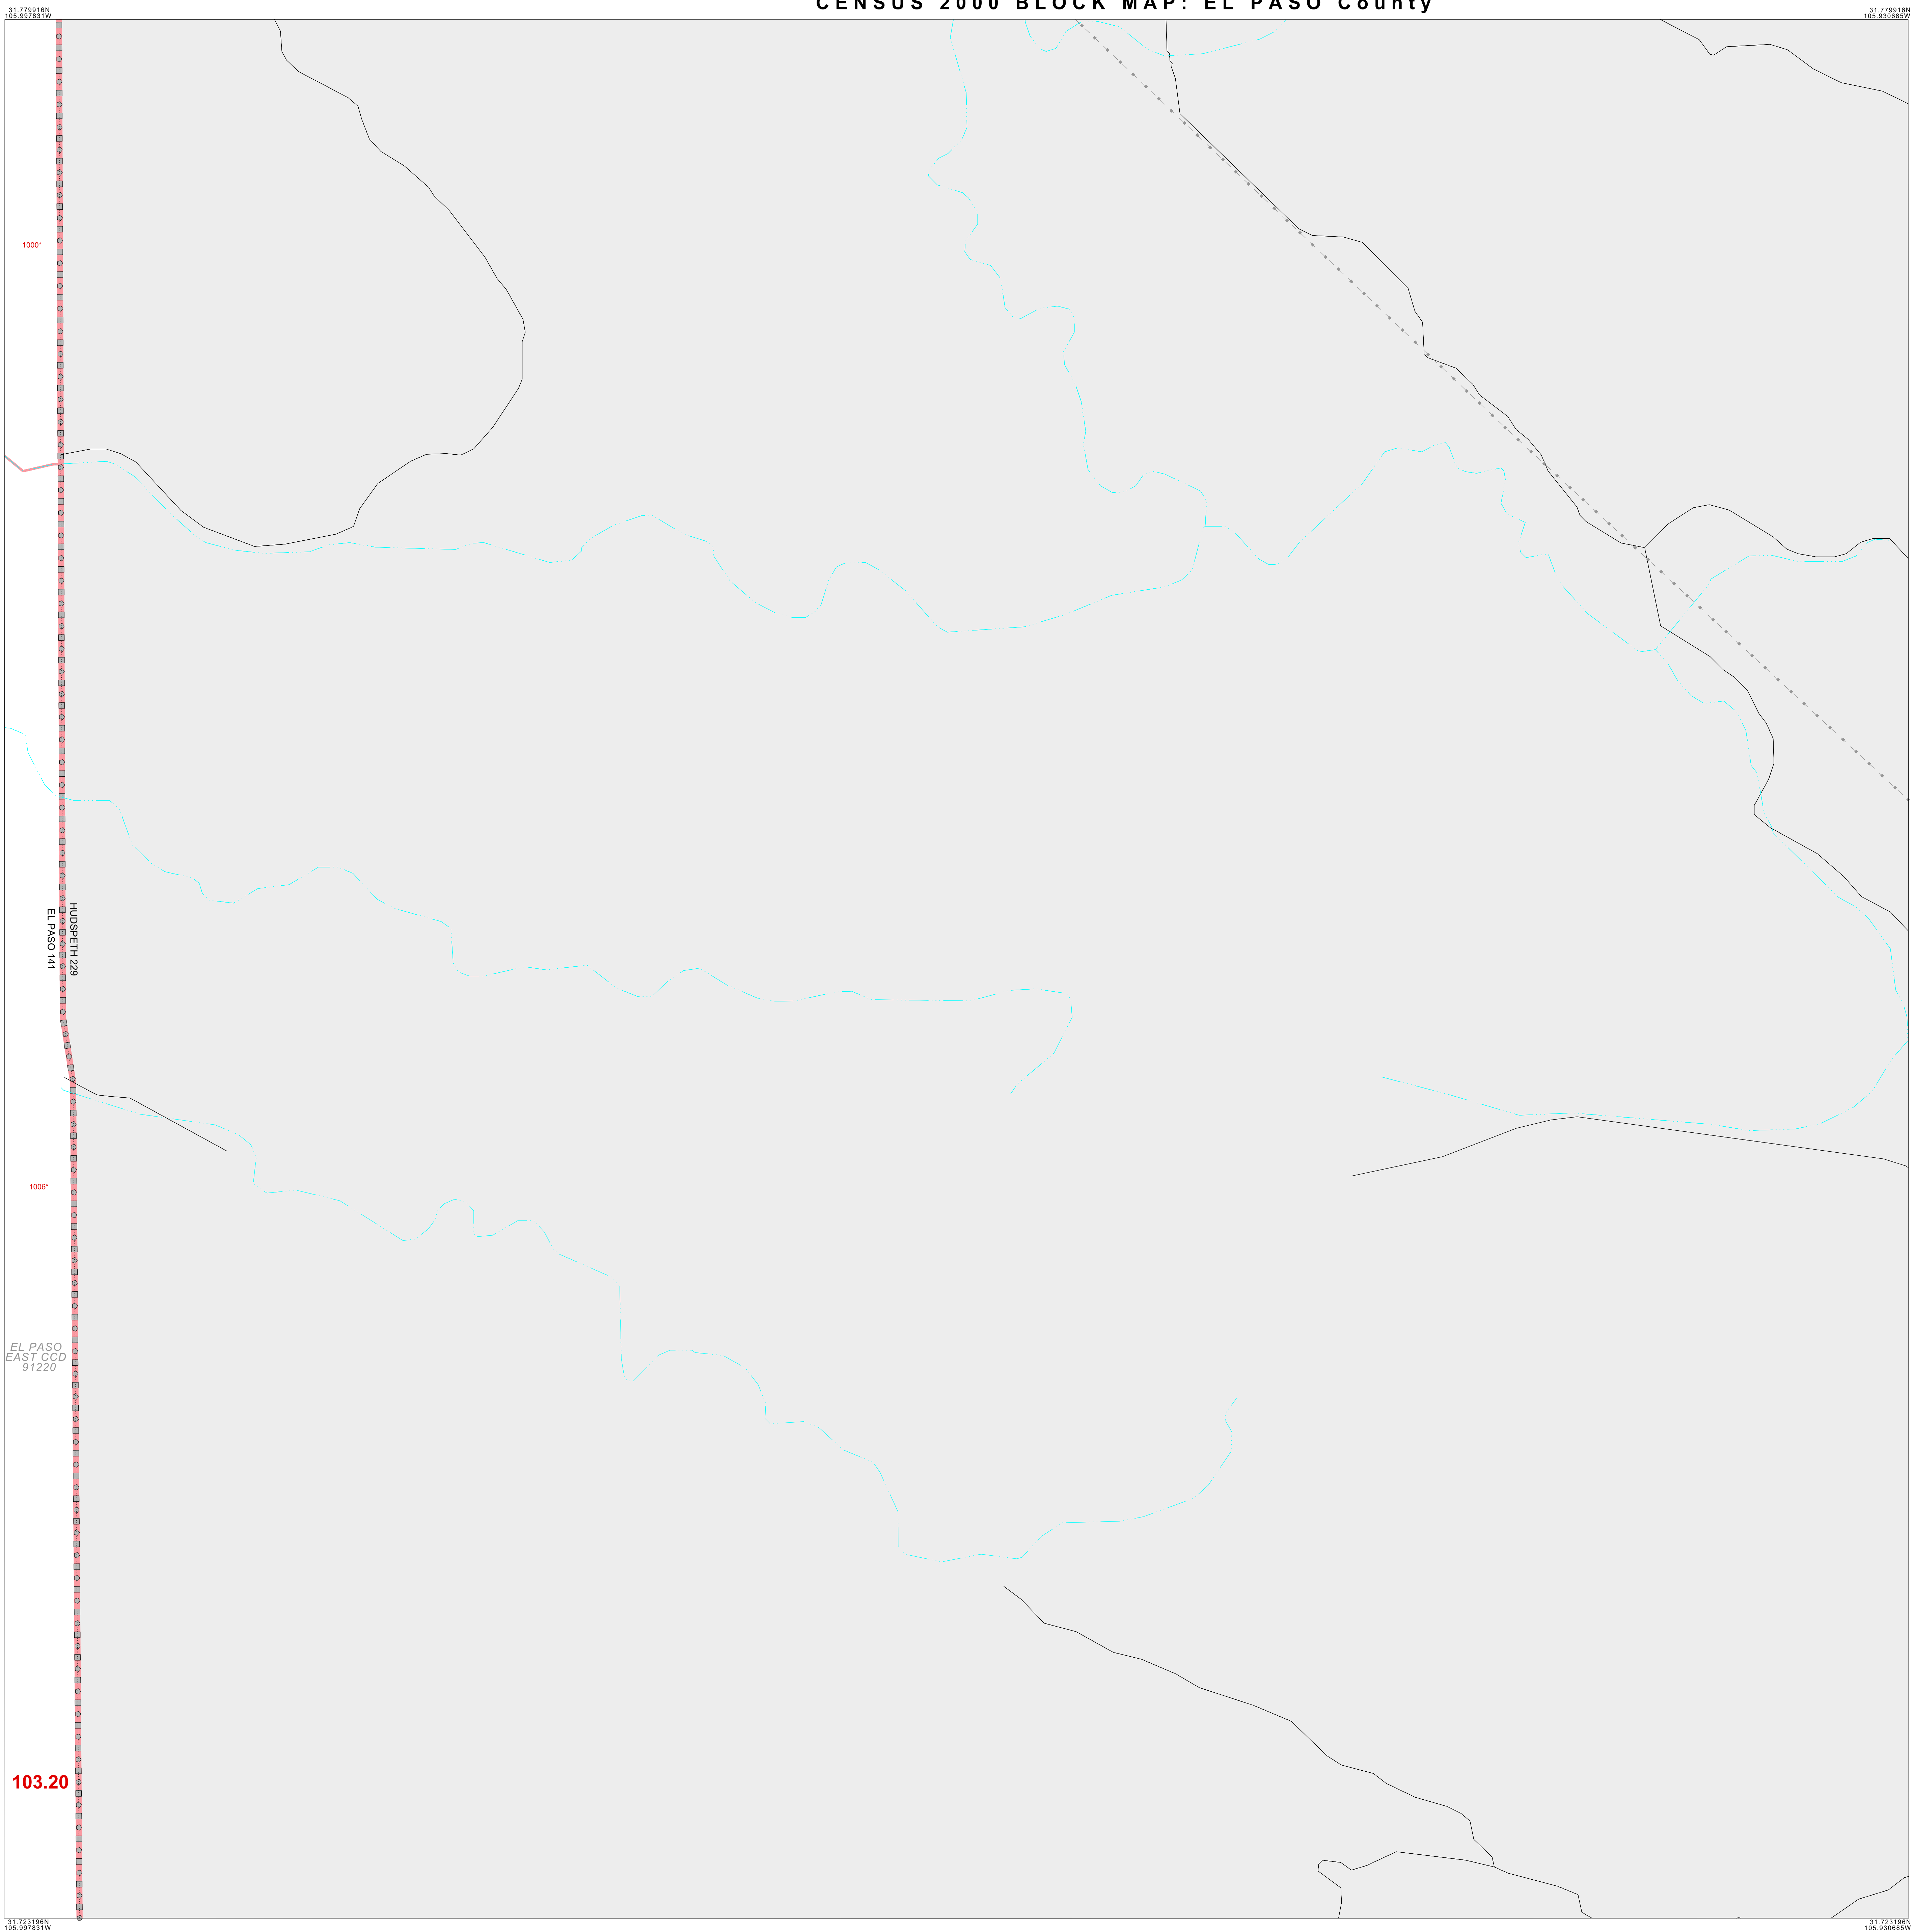 CENSUS 2000 BLOCK MAP: EL PASO County
31.779916N
105.997831W
31.779916N
105.930685W
1000*
HUDSPETH 229
EL PASO 141
1006*
EL PASO
EAST CCD
91220
103.20
31.723196N
105.997831W
31.723196N
105.930685W